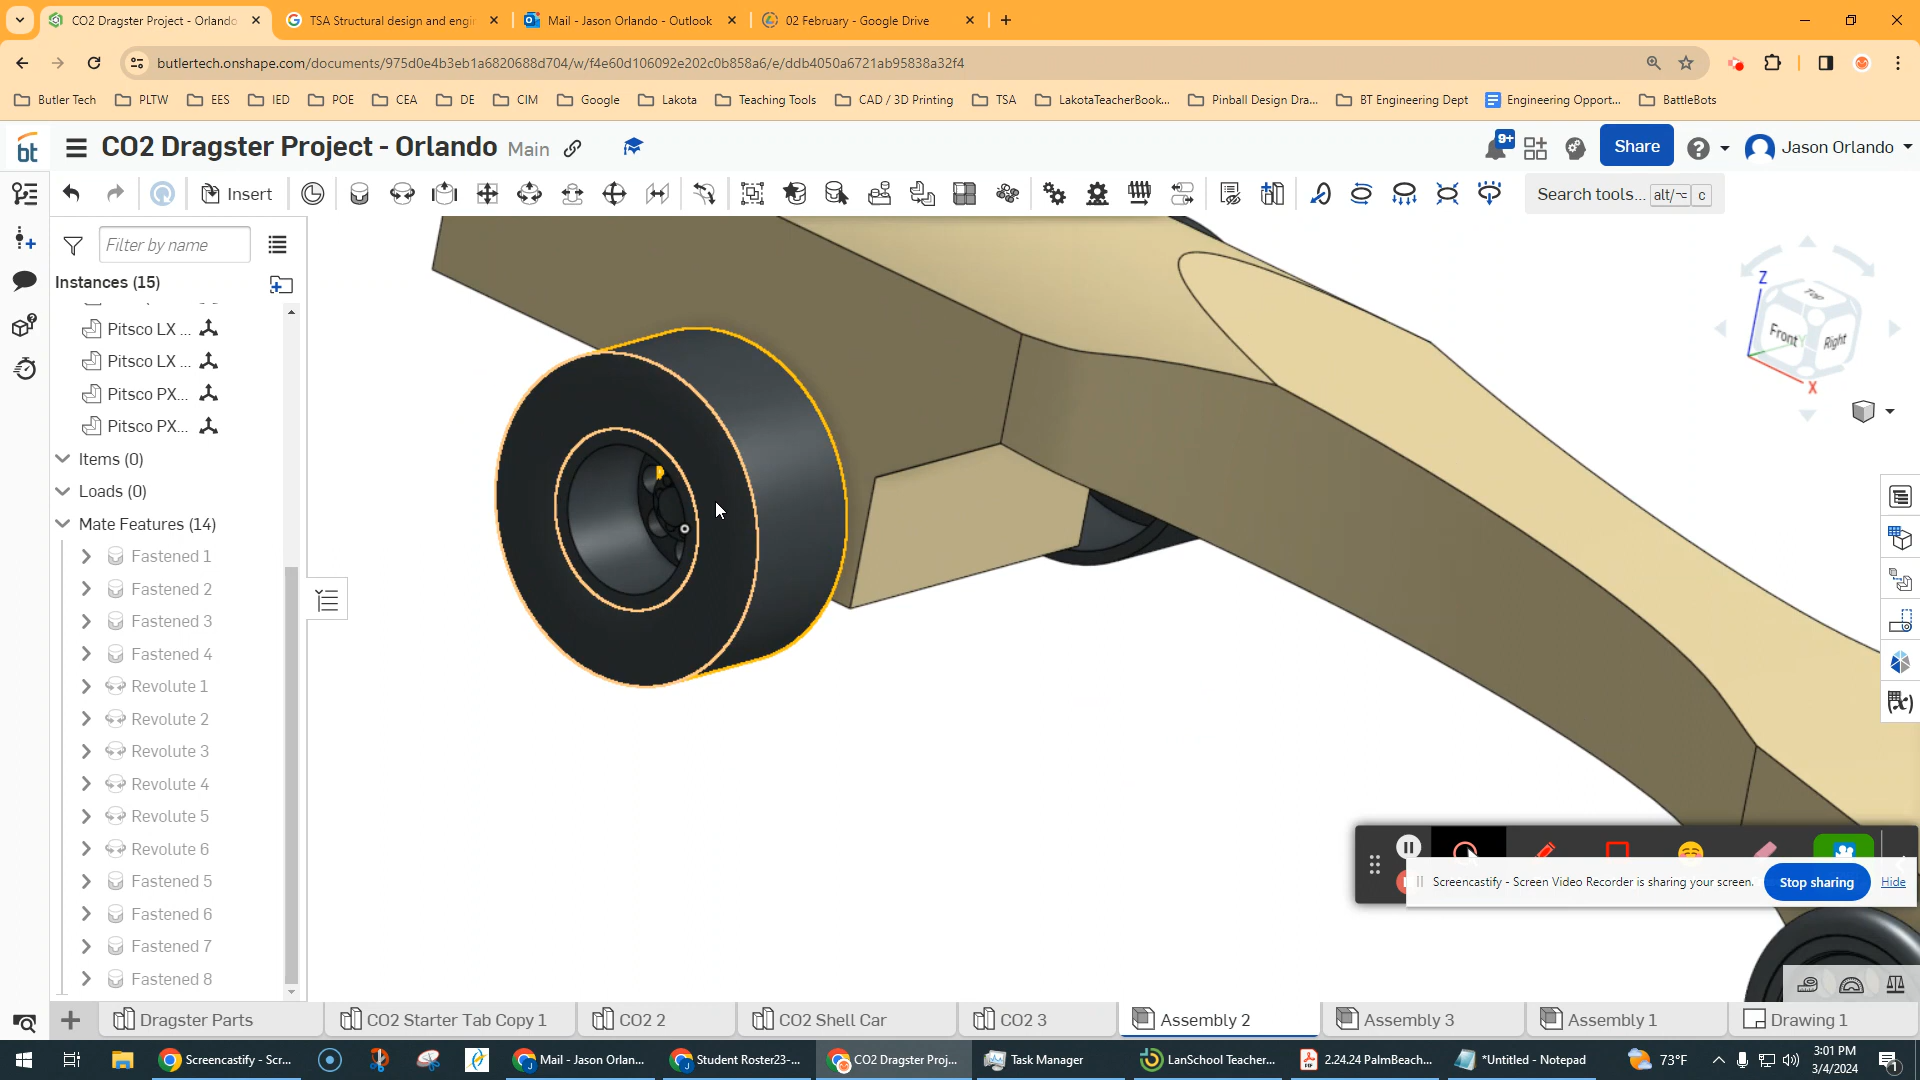 CO2 Dragster Project - Orlando
TSA Structural design and engi
Mail - Jason Orlando - Outlook
02 February - Google Drive
butlertech.onshape.com/documents/975d0e4b3eb1a6820688d704/w/f4e60d106092e202c0b858a6/e/ddb4050a6721ab95838a32f4
Butler Tech
PLTW
EES
IED
POE
CEA
DE
CIM
Google
Lakota
Teaching Tools
CAD / 3D Printing
TSA
LakotaTeacherBook...
Pinball Design Dra...
BT Engineering Dept
Engineering Opport...
BattleBots
bt
CO2 Dragster Project - Orlando
Main
9+
Share
Jason Orlando
Insert
Search tools... alt/⌥ c
Filter by name
Instances (15)
Pitsco LX ...
Pitsco LX ...
Pitsco PX...
Pitsco PX...
Items (0)
Loads (0)
Mate Features (14)
Fastened 1
Fastened 2
Fastened 3
Fastened 4
Revolute 1
Revolute 2
Revolute 3
Revolute 4
Revolute 5
Revolute 6
Fastened 5
Fastened 6
Fastened 7
Fastened 8
Z
Top
Front
Right
X
Screencastify - Screen Video Recorder is sharing your screen.
Stop sharing
Hide
Dragster Parts
CO2 Starter Tab Copy 1
CO2 2
CO2 Shell Car
CO2 3
Assembly 2
Assembly 3
Assembly 1
Drawing 1
Screencastify - Scr...
Mail - Jason Orlan...
Student Roster23-...
CO2 Dragster Proj...
Task Manager
LanSchool Teacher...
2.24.24 PalmBeach...
*Untitled - Notepad
73°F
3:01 PM
3/4/2024
1